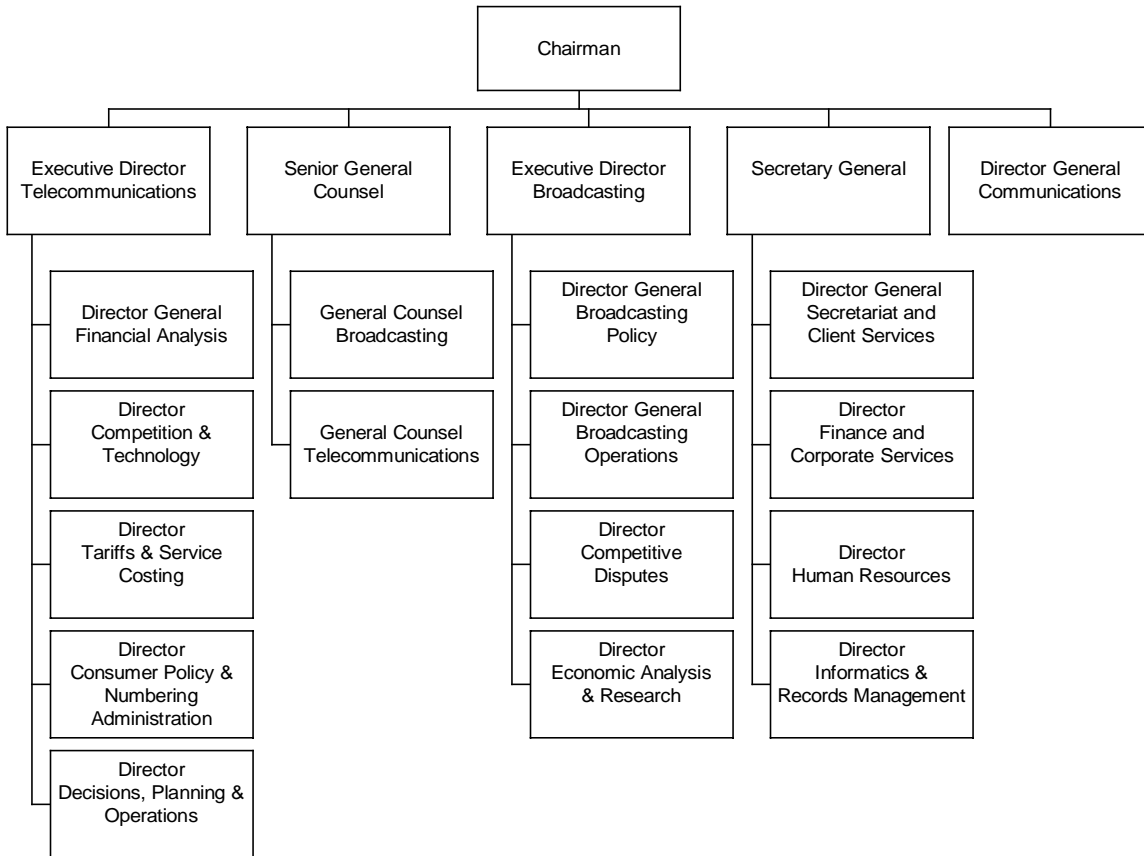 Chairman
Executive Director
Telecommunications
Senior General
Counsel
Executive Director
Broadcasting
Secretary General
Director General
Communications
Director General
Financial Analysis
Director
Competition &
Technology
Director
Tariffs & Service
Costing
Director
Consumer Policy &
Numbering
Administration
Director
Decisions, Planning &
Operations
General Counsel
Broadcasting
General Counsel
Telecommunications
Director General
Broadcasting
Policy
Director General
Broadcasting
Operations
Director
Competitive
Disputes
Director
Economic Analysis
& Research
Director General
Secretariat and
Client Services
Director
Finance and
Corporate Services
Director
Human Resources
Director
Informatics &
Records Management